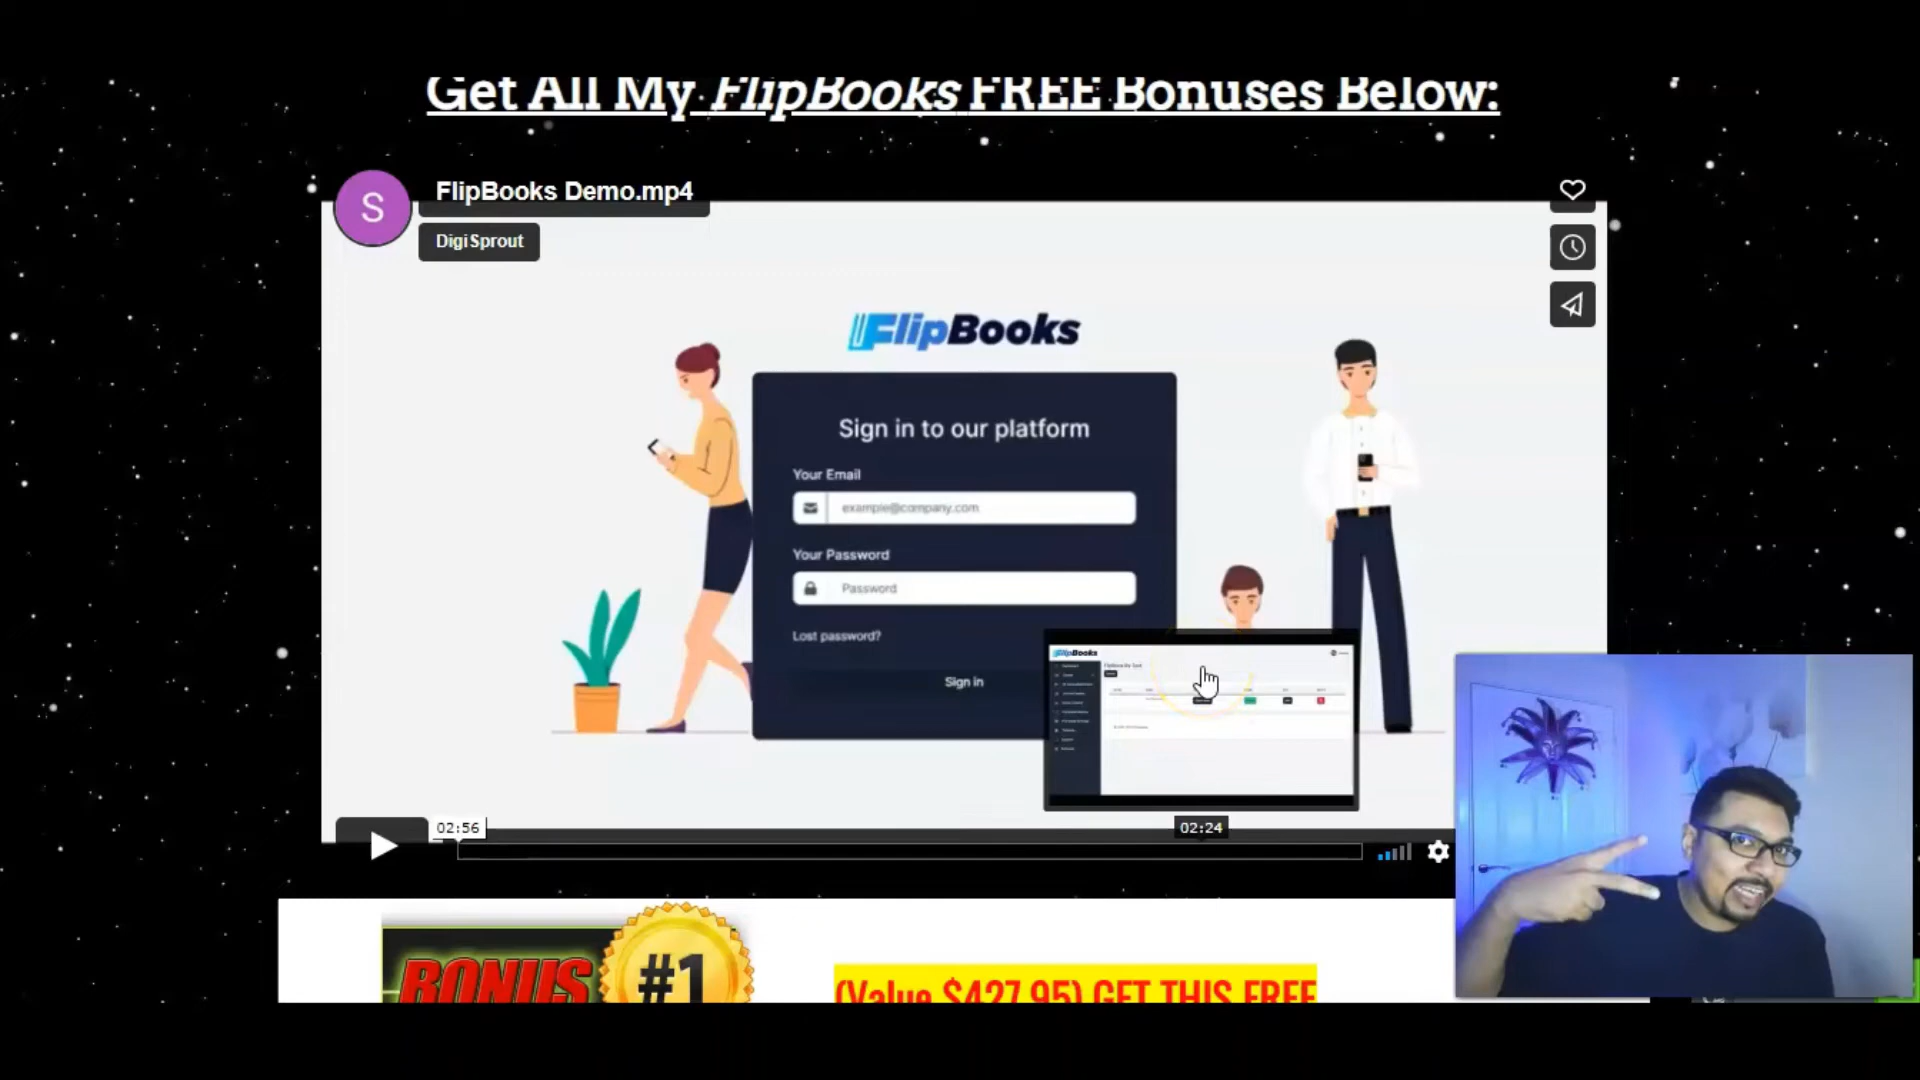 Get All My FlipBooks FREE Bonuses Below:
S
FlipBooks Demo.mp4
DigiSprout
FlipBooks
Sign in to our platform
Your Email
example@company.com
Your Password
Password
Lost password?
Sign in
FlipBooks
02:56
02:24
BONUS
#1
(Value $427.95) GET THIS FREE